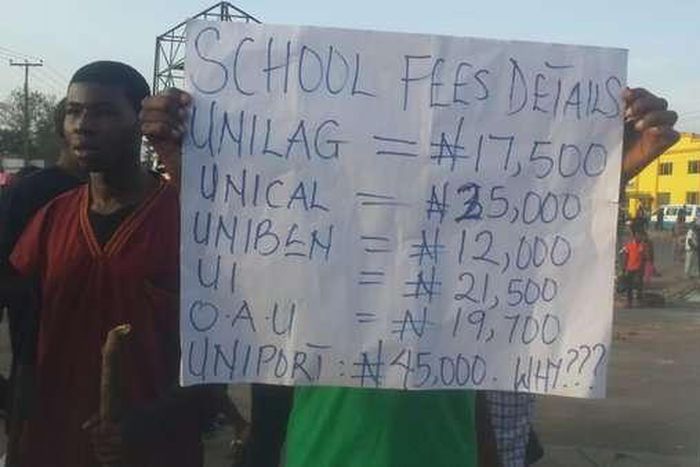 SCHOOL FEES DETAILS
UNILAG = ₦17,500
UNICAL = ₦35,000
UNIBEN = ₦12,000
UI = ₦21,500
O.A.U = ₦19,700
UNIPORT : ₦45,000. WHY???